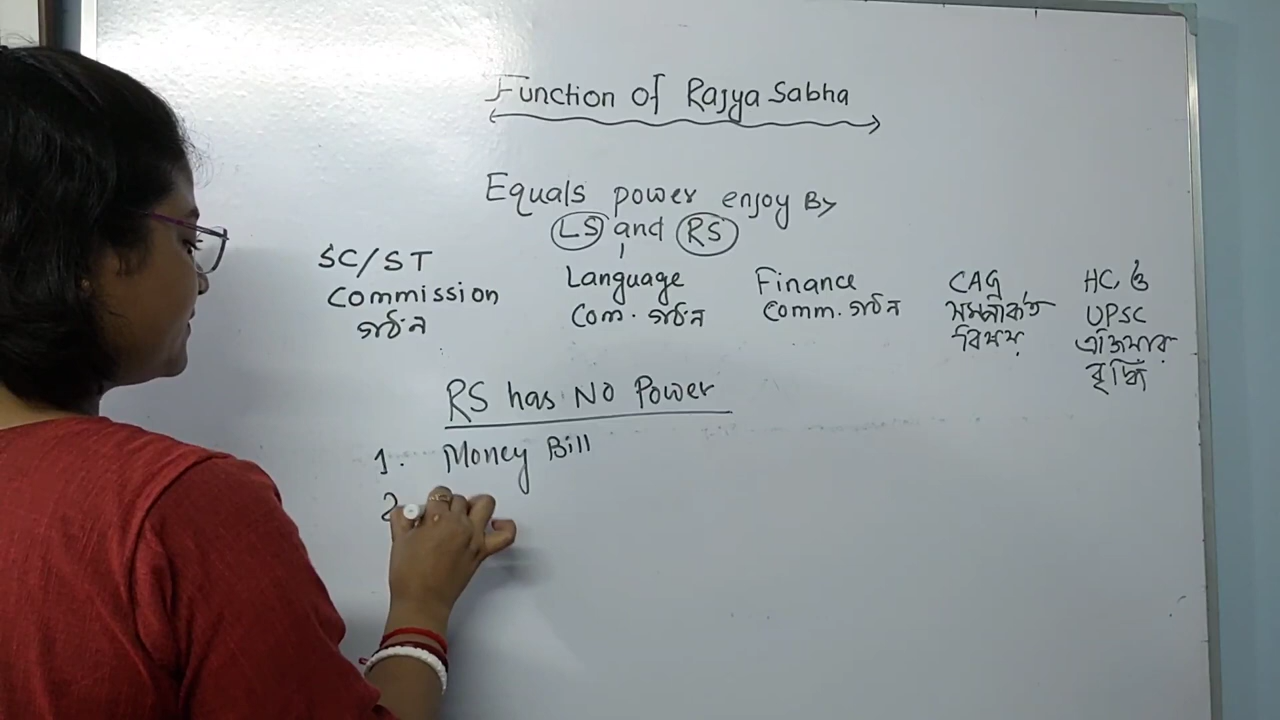 Function of Rajya Sabha
Equals power enjoy By
LS and RS
SC/ST
Commission
গঠন
Language
Com. গঠন
Finance
Comm. গঠন
CAG
সম্পর্কিত
বিষয়
HC ও
UPSC
এক্তিয়ার
বৃদ্ধি
RS has No Power
1. Money Bill
2